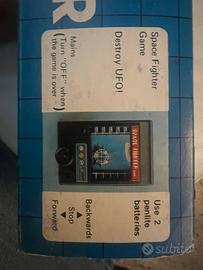 R
Space Fighter
Game
Destroy UFO!
Mains
(Turn "OFF" when
the game is over
SPACE FIGHTER
Use 2
penlite
batteries
Backwards
Stop
Forward
subito